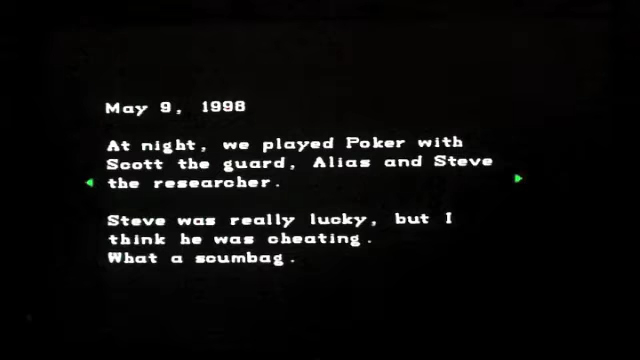 May 9, 1998
At night, we played Poker with
Scott the guard, Alias and Steve
the researcher.
Steve was really lucky, but I
think he was cheating.
What a scumbag.